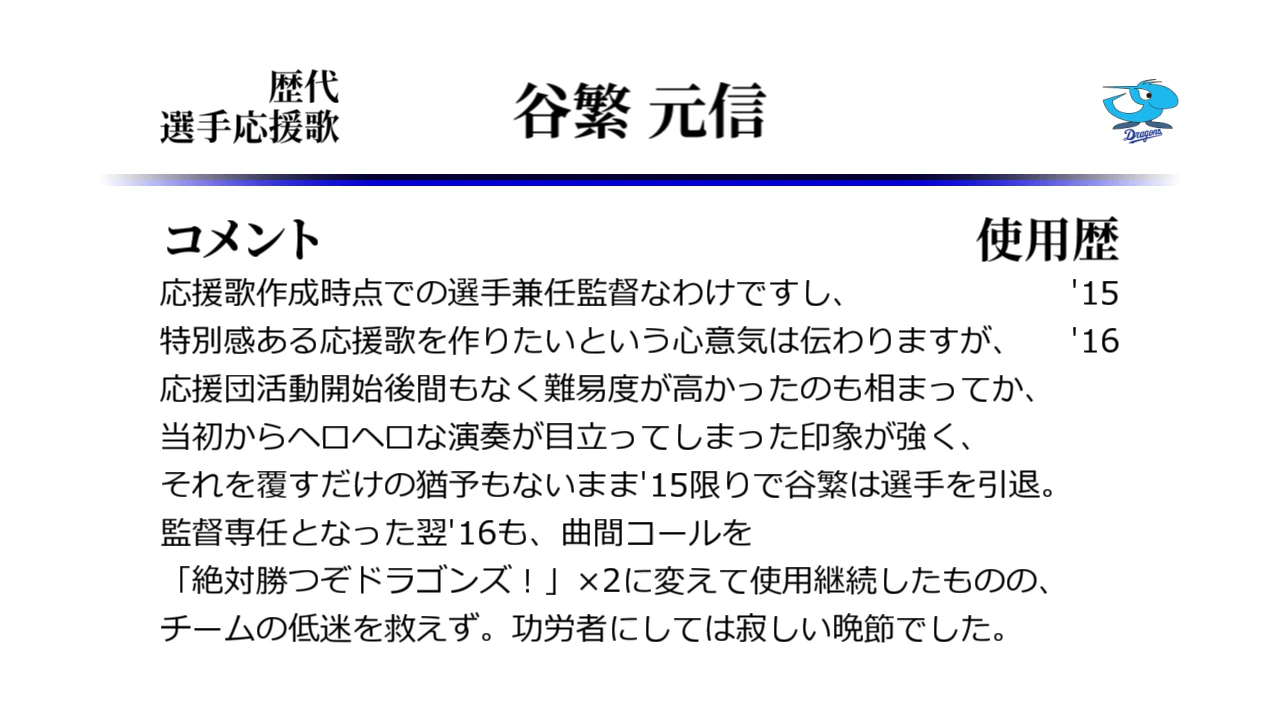 歴代
選手応援歌
谷繁 元信
Dragons
コメント
使用歴
応援歌作成時点での選手兼任監督なわけですし、
'15
特別感ある応援歌を作りたいという心意気は伝わりますが、
'16
応援団活動開始後間もなく難易度が高かったのも相まってか、
当初からヘロヘロな演奏が目立ってしまった印象が強く、
それを覆すだけの猶予もないまま'15限りで谷繁は選手を引退。
監督専任となった翌'16も、曲間コールを
「絶対勝つぞドラゴンズ！」×2に変えて使用継続したものの、
チームの低迷を救えず。功労者にしては寂しい晩節でした。